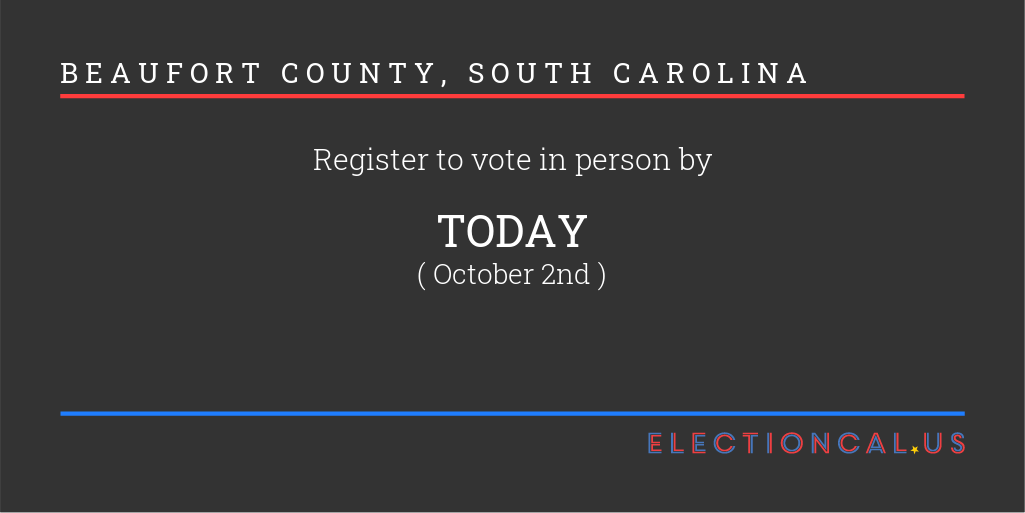 BEAUFORT COUNTY, SOUTH CAROLINA
Register to vote in person by
TODAY
( October 2nd )
ELECTIONCAL.US